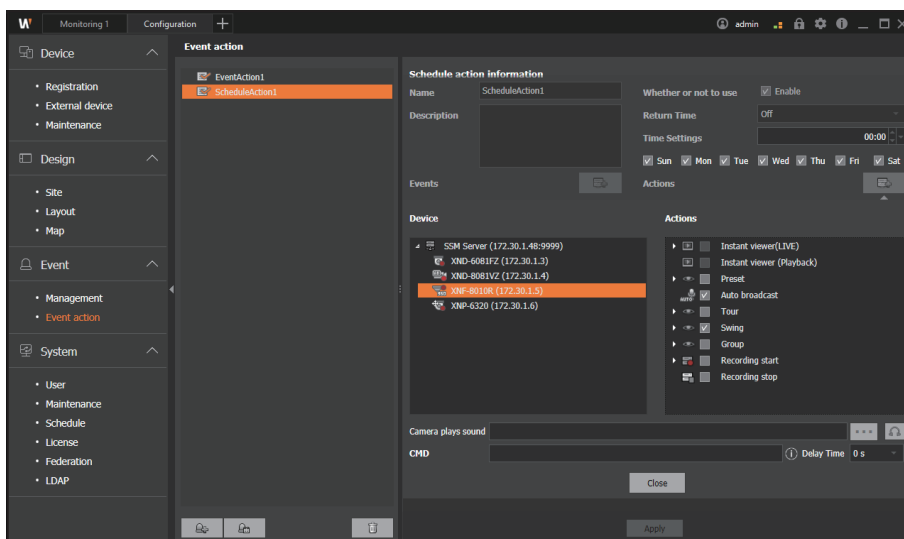 W
Monitoring 1
Configuration
admin
Device
Registration
External device
Maintenance
Design
Site
Layout
Map
Event
Management
Event action
System
User
Maintenance
Schedule
License
Federation
LDAP
Event action
EventAction1
ScheduleAction1
Schedule action information
Name
ScheduleAction1
Description
Whether or not to use
Enable
Return Time
Off
Time Settings
00:00
Sun Mon Tue Wed Thu Fri Sat
Events
Actions
Device
SSM Server (172.30.1.48:9999)
XND-6081FZ (172.30.1.3)
XND-8081VZ (172.30.1.4)
XNF-8010R (172.30.1.5)
XNP-6320 (172.30.1.6)
Actions
Instant viewer(LIVE)
Instant viewer (Playback)
Preset
AUTO Auto broadcast
Tour
Swing
Group
Recording start
Recording stop
Camera plays sound
CMD
Delay Time 0 s
Close
Apply